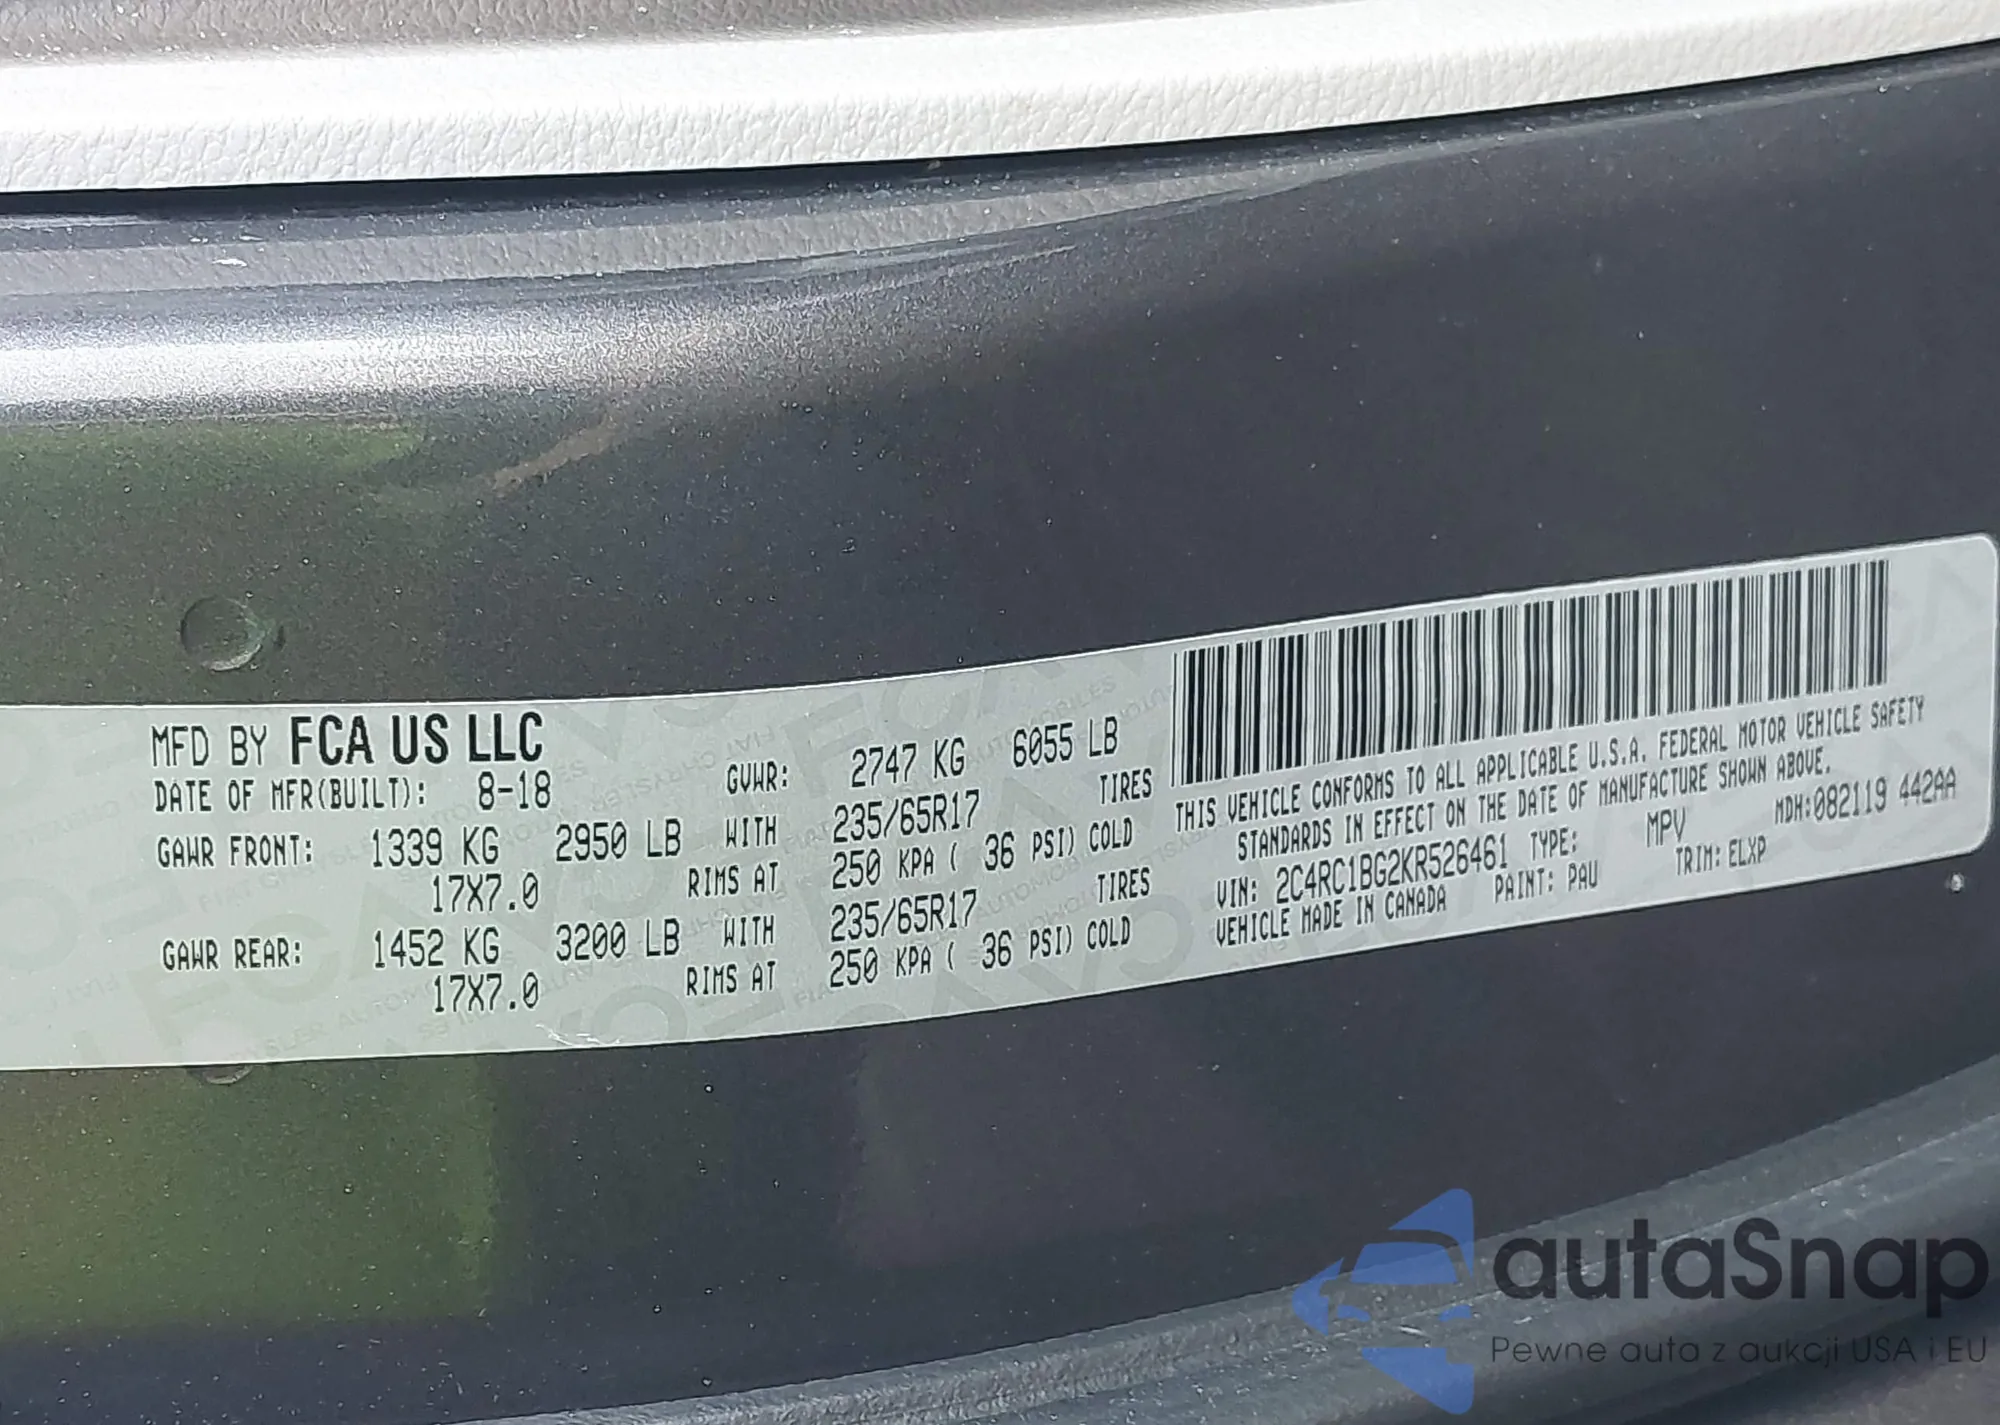 MFD BY FCA US LLC
DATE OF MFR(BUILT): 8-18 GVWR: 2747 KG 6055 LB
GAWR FRONT: 1339 KG 2950 LB WITH 235/65R17 TIRES
17X7.0 RIMS AT 250 KPA ( 36 PSI) COLD
GAWR REAR: 1452 KG 3200 LB WITH 235/65R17 TIRES
17X7.0 RIMS AT 250 KPA ( 36 PSI) COLD
THIS VEHICLE CONFORMS TO ALL APPLICABLE U.S.A. FEDERAL MOTOR VEHICLE SAFETY
STANDARDS IN EFFECT ON THE DATE OF MANUFACTURE SHOWN ABOVE.
VIN: 2C4RC1BG2KR526461 TYPE: MPV MDH:082119 442AA
VEHICLE MADE IN CANADA PAINT: PAU TRIM: ELXP
autaSnap
Pewne auta z aukcji USA i EU